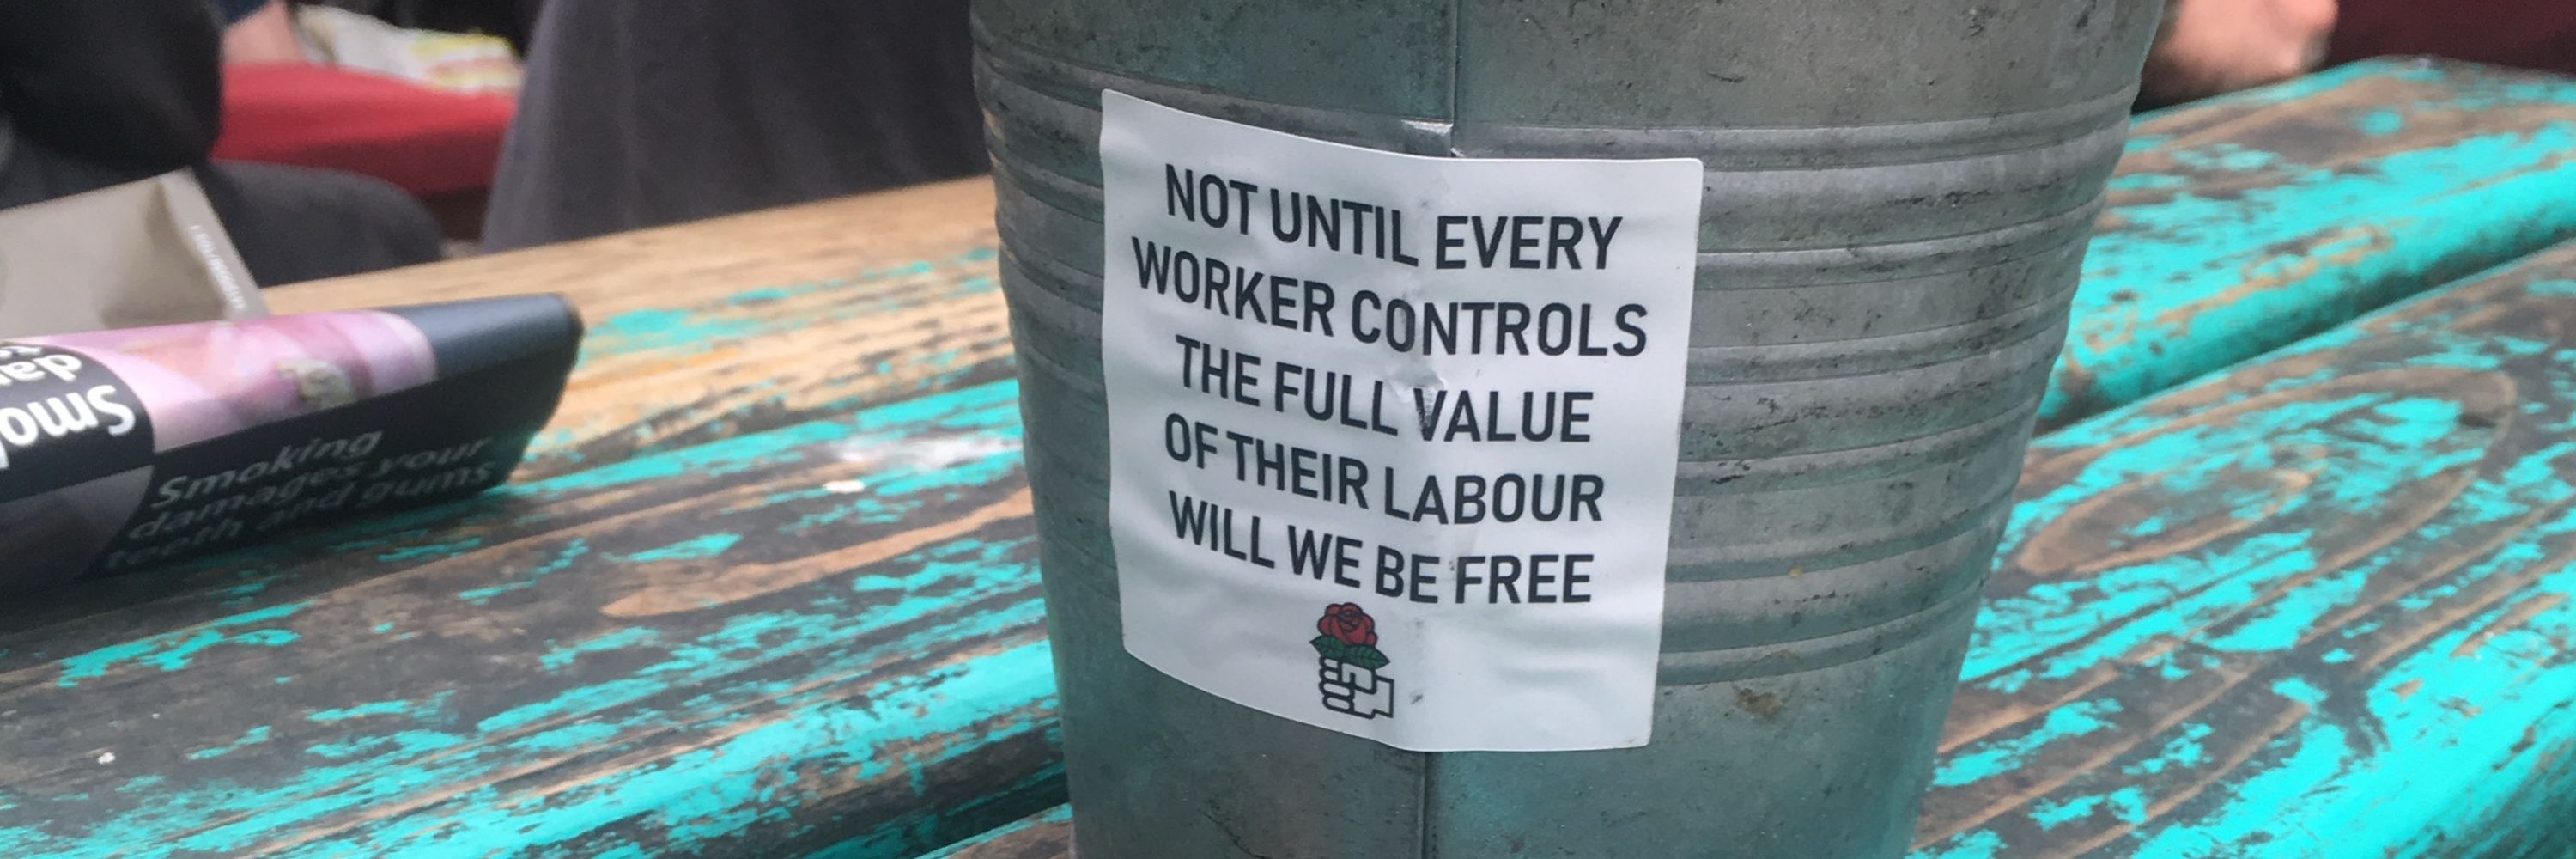 NOT UNTIL EVERY
WORKER CONTROLS
THE FULL VALUE
OF THEIR LABOUR
WILL WE BE FREE
Smoking
damages your
teeth and gums